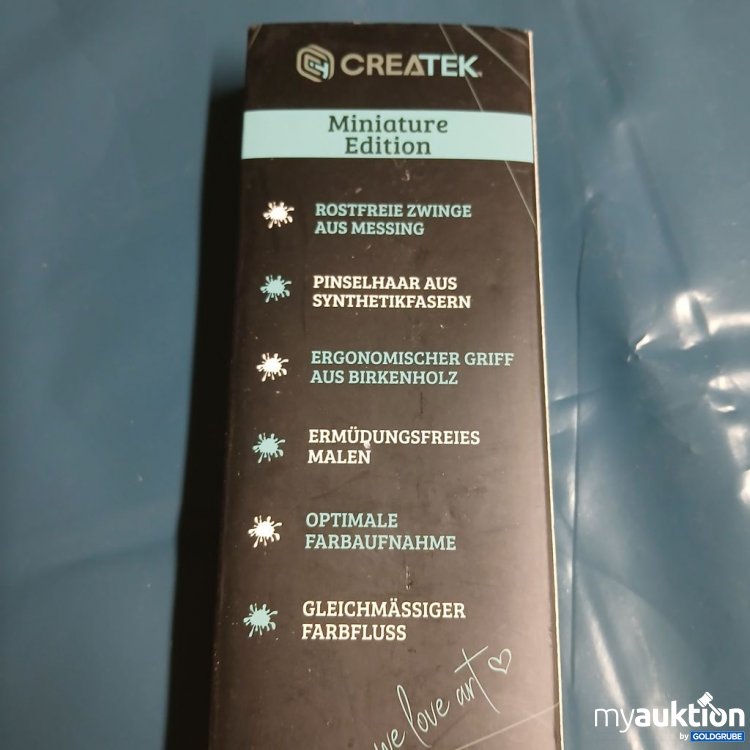 CREATEK
Miniature
Edition
ROSTFREIE ZWINGE
AUS MESSING
PINSELHAAR AUS
SYNTHETIKFASERN
ERGONOMISCHER GRIFF
AUS BIRKENHOLZ
ERMÜDUNGSFREIES
MALEN
OPTIMALE
FARBAUFNAHME
GLEICHMÄSSIGER
FARBFLUSS
we love art
myauktion
by GOLDGRUBE